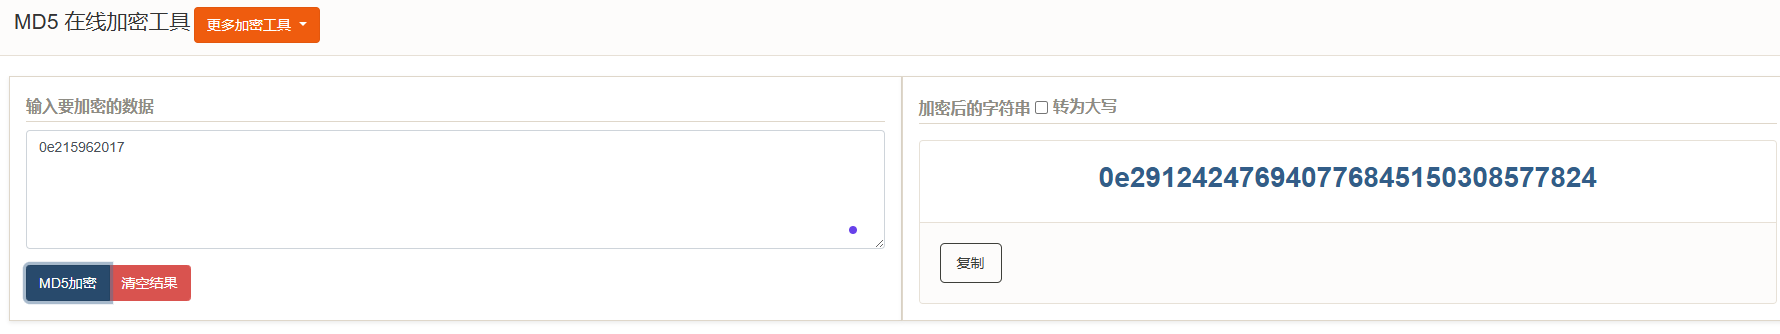 MD5 在线加密工具 更多加密工具
输入要加密的数据
0e215962017
MD5加密 清空结果
加密后的字符串 转为大写
0e291242476940776845150308577824
复制